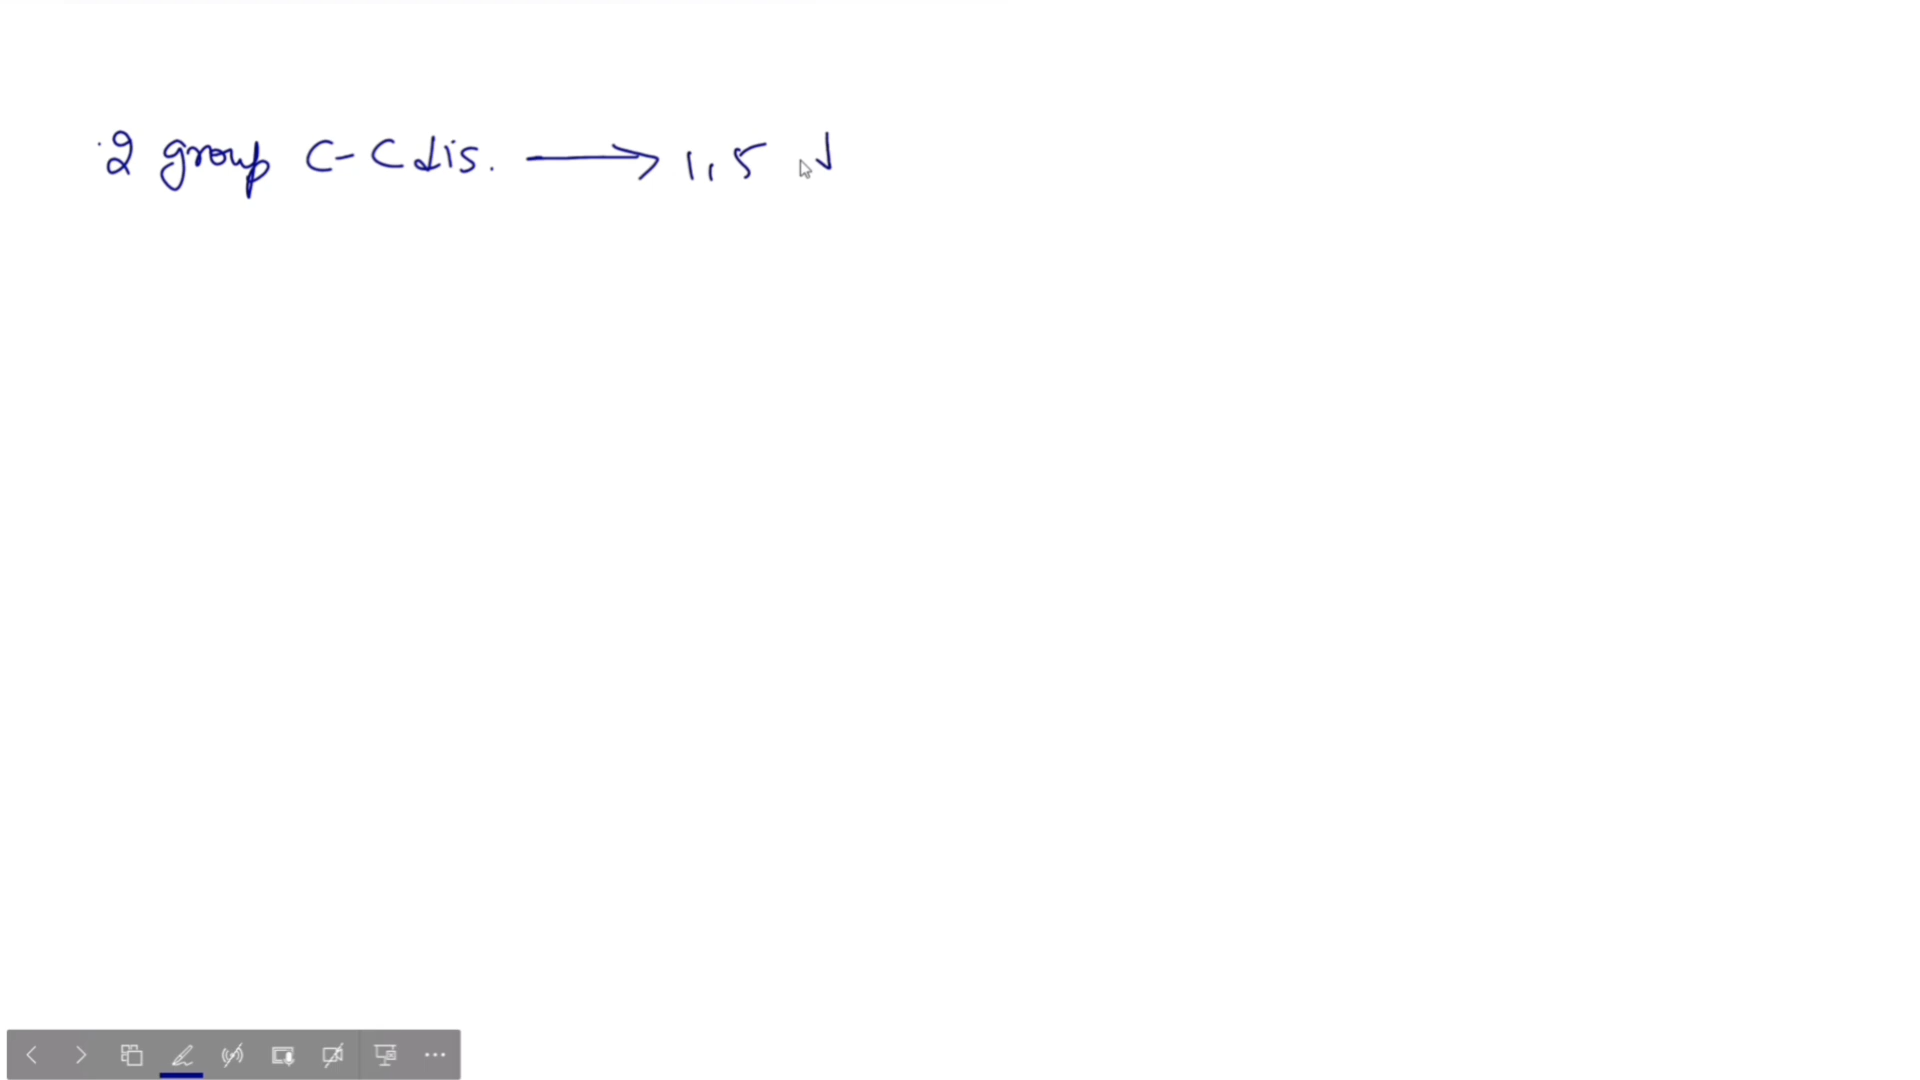 2 group C-C dis. → 1,5 d